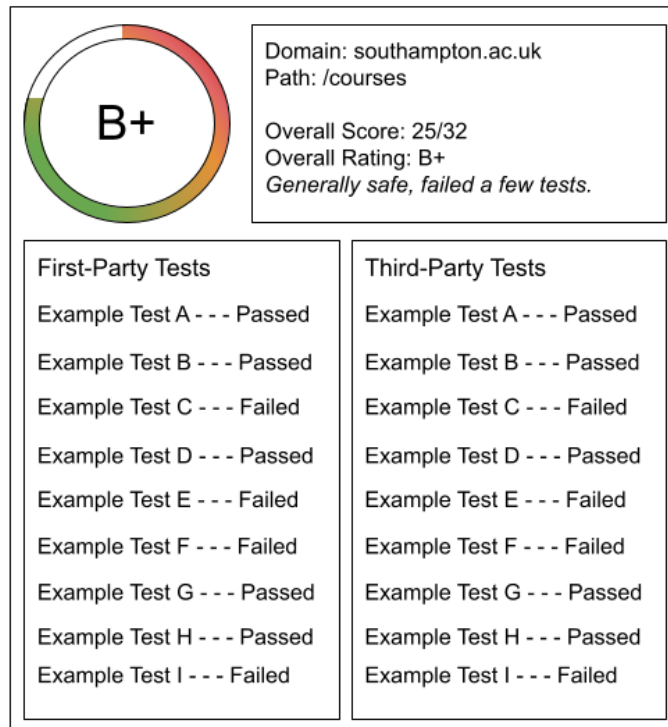 B+
Domain: southampton.ac.uk
Path: /courses
Overall Score: 25/32
Overall Rating: B+
Generally safe, failed a few tests.
First-Party Tests
Example Test A - - - Passed
Example Test B - - - Passed
Example Test C - - - Failed
Example Test D - - - Passed
Example Test E - - - Failed
Example Test F - - - Failed
Example Test G - - - Passed
Example Test H - - - Passed
Example Test I - - - Failed
Third-Party Tests
Example Test A - - - Passed
Example Test B - - - Passed
Example Test C - - - Failed
Example Test D - - - Passed
Example Test E - - - Failed
Example Test F - - - Failed
Example Test G - - - Passed
Example Test H - - - Passed
Example Test I - - - Failed